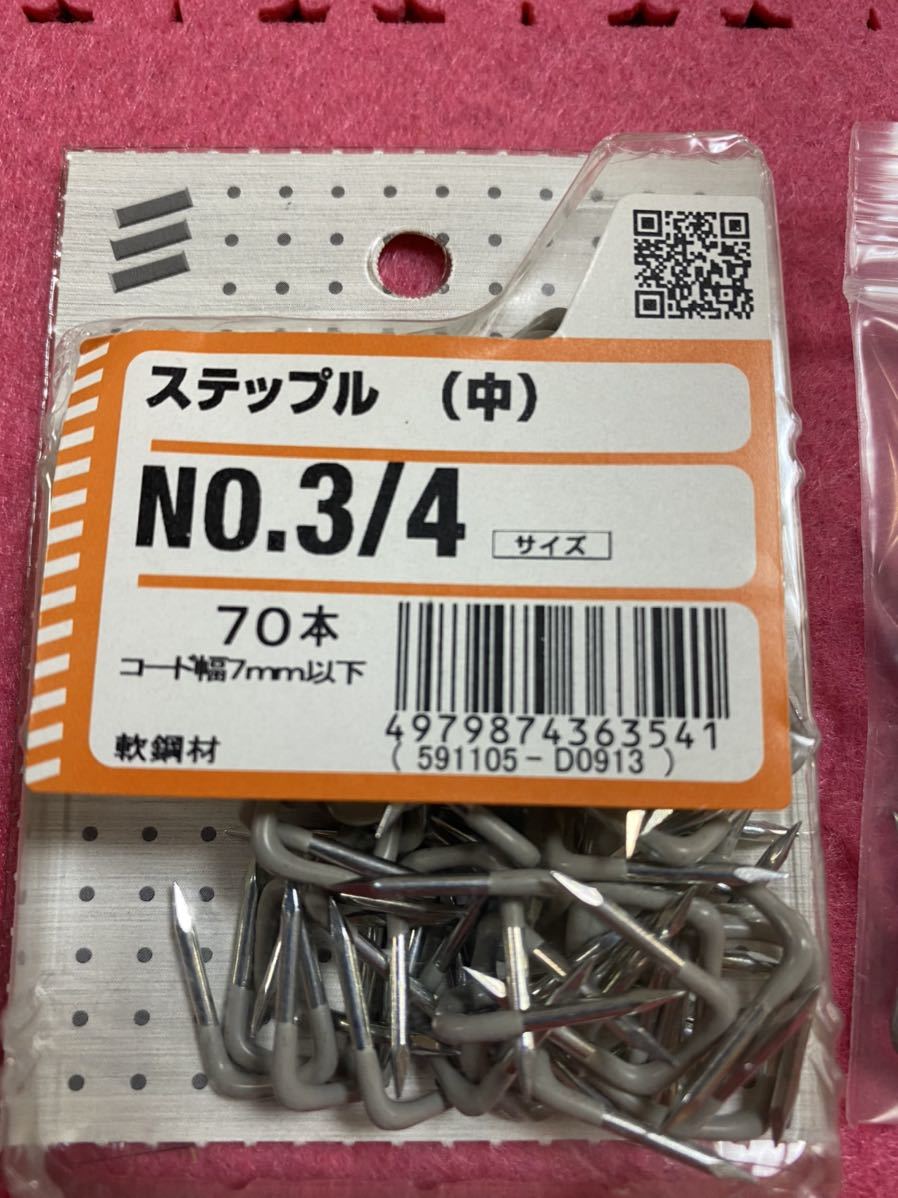 ステップル （中）
NO.3/4 サイズ
70本
コード幅7mm以下
軟鋼材
4979874363541
( 591105-D0913 )